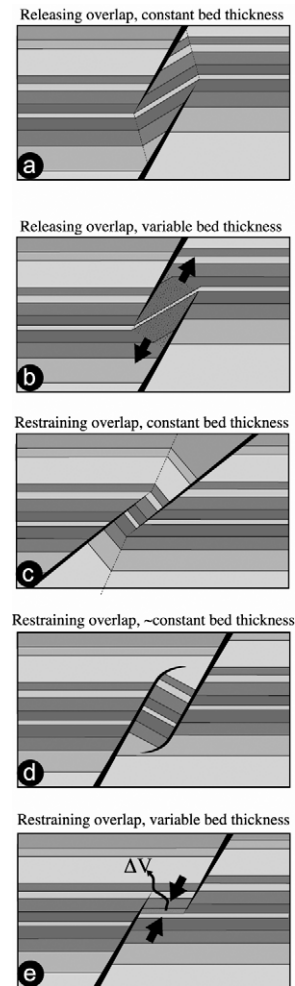 Releasing overlap, constant bed thickness
a
Releasing overlap, variable bed thickness
b
Restraining overlap, constant bed thickness
c
Restraining overlap, ~constant bed thickness
d
Restraining overlap, variable bed thickness
ΔV
e